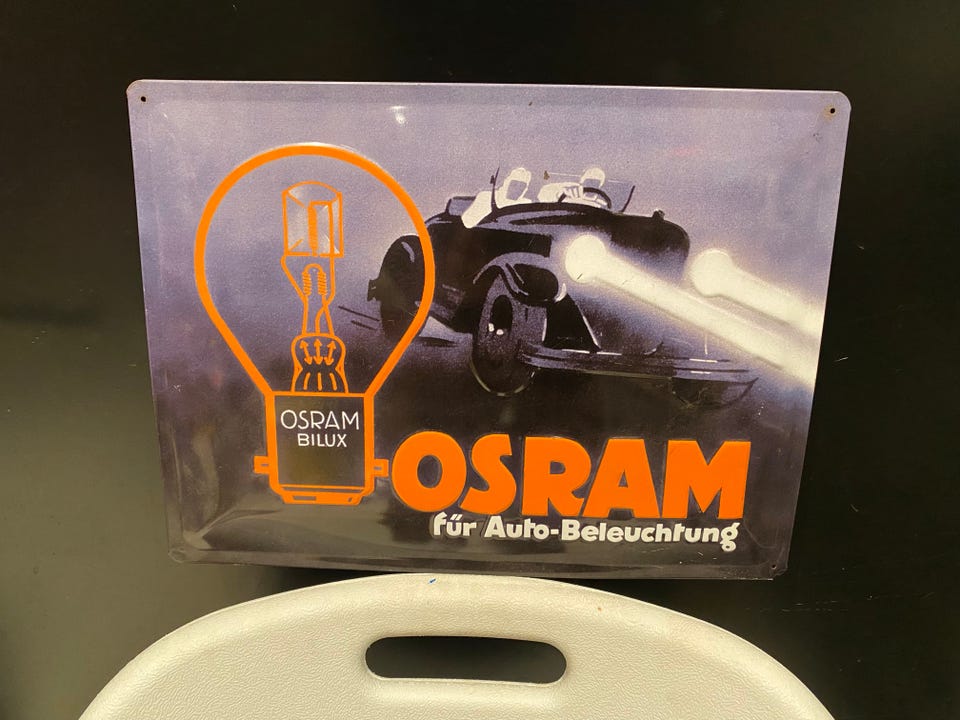 OSRAM
BILUX
OSRAM
für Auto-Beleuchtung